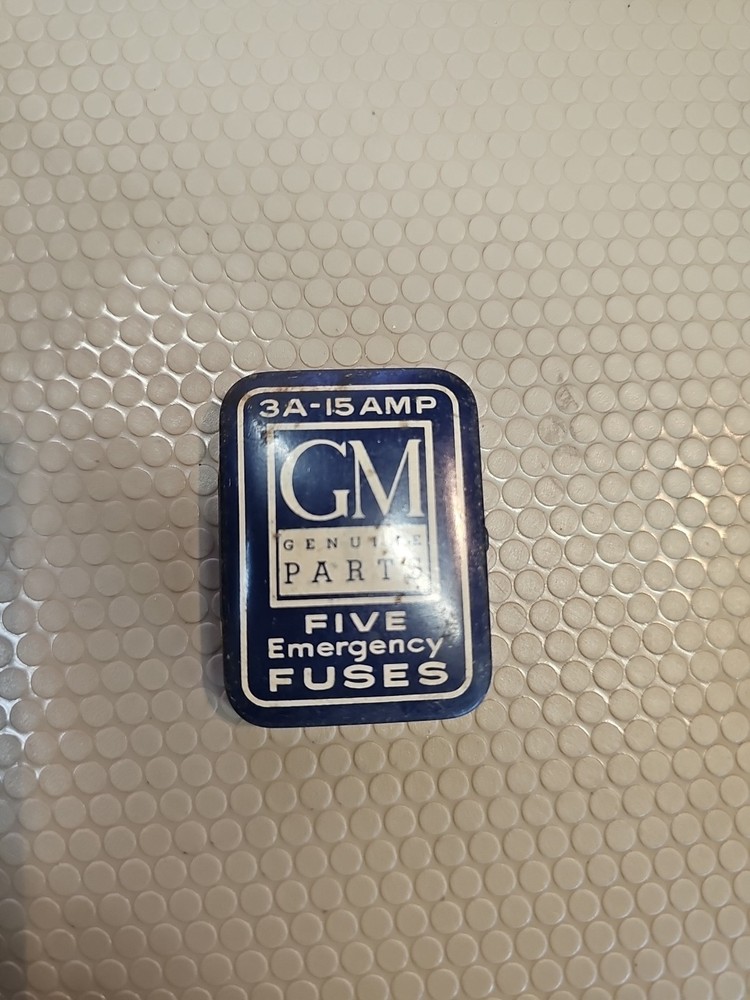 3A-15 AMP
GM
GENUINE
PARTS
FIVE
Emergency
FUSES